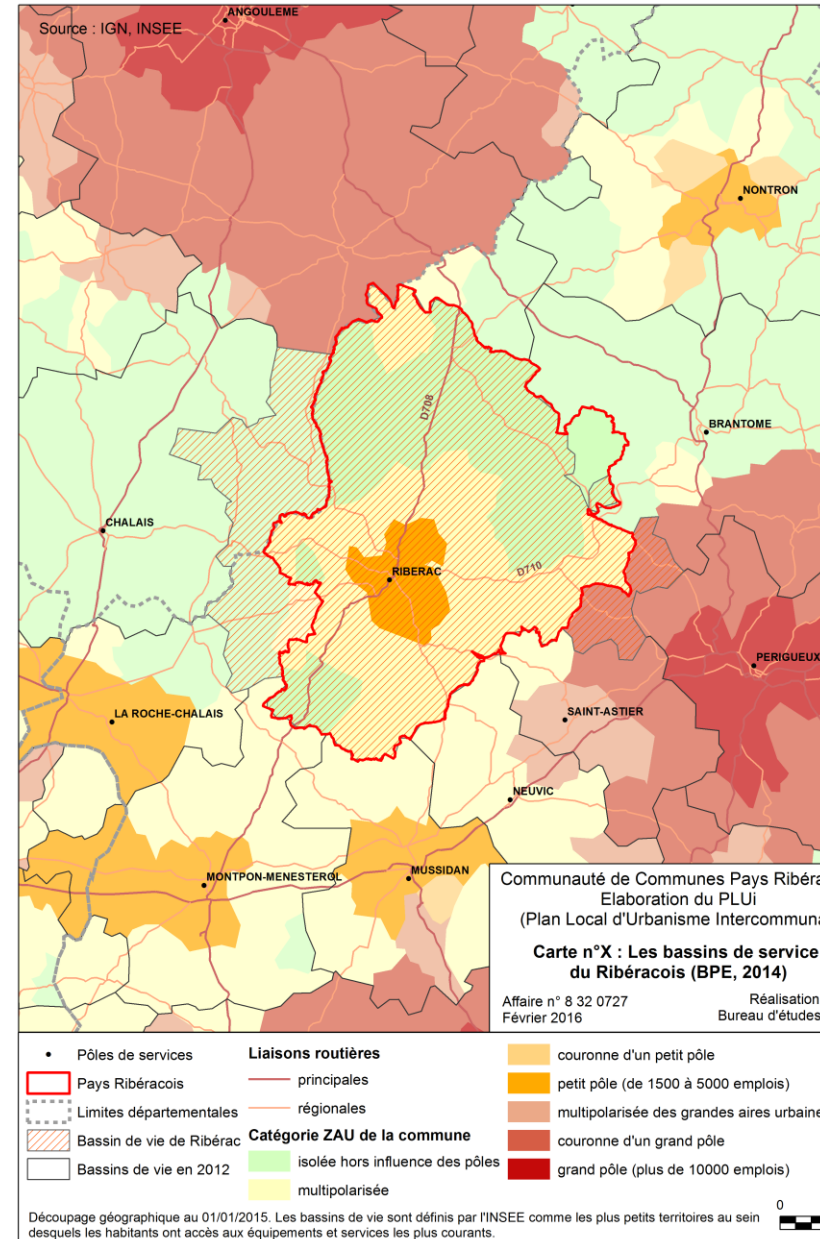 Source : IGN, INSEE
ANGOULEME
NONTRON
D708
BRANTOME
CHALAIS
RIBERAC
D710
PERIGUEUX
LA ROCHE-CHALAIS
SAINT-ASTIER
NEUVIC
MONTPON-MENESTEROL
MUSSIDAN
Communauté de Communes Pays Ribéra
Elaboration du PLUi
(Plan Local d'Urbanisme Intercommuna
Carte n°X : Les bassins de service
du Ribéracois (BPE, 2014)
Affaire n° 8 32 0727
Février 2016
Réalisation
Bureau d'études
Pôles de services
Pays Ribéracois
Limites départementales
Bassin de vie de Ribérac
Bassins de vie en 2012
Liaisons routières
principales
régionales
Catégorie ZAU de la commune
isolée hors influence des pôles
multipolarisée
couronne d'un petit pôle
petit pôle (de 1500 à 5000 emplois)
multipolarisée des grandes aires urbaine
couronne d'un grand pôle
grand pôle (plus de 10000 emplois)
Découpage géographique au 01/01/2015. Les bassins de vie sont définis par l'INSEE comme les plus petits territoires au sein
desquels les habitants ont accès aux équipements et services les plus courants.
0